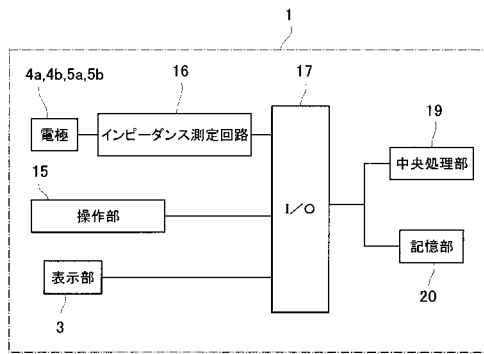 1
4a,4b,5a,5b
16
17
電極
インピーダンス測定回路
19
中央処理部
15
操作部
I/O
記憶部
表示部
20
3